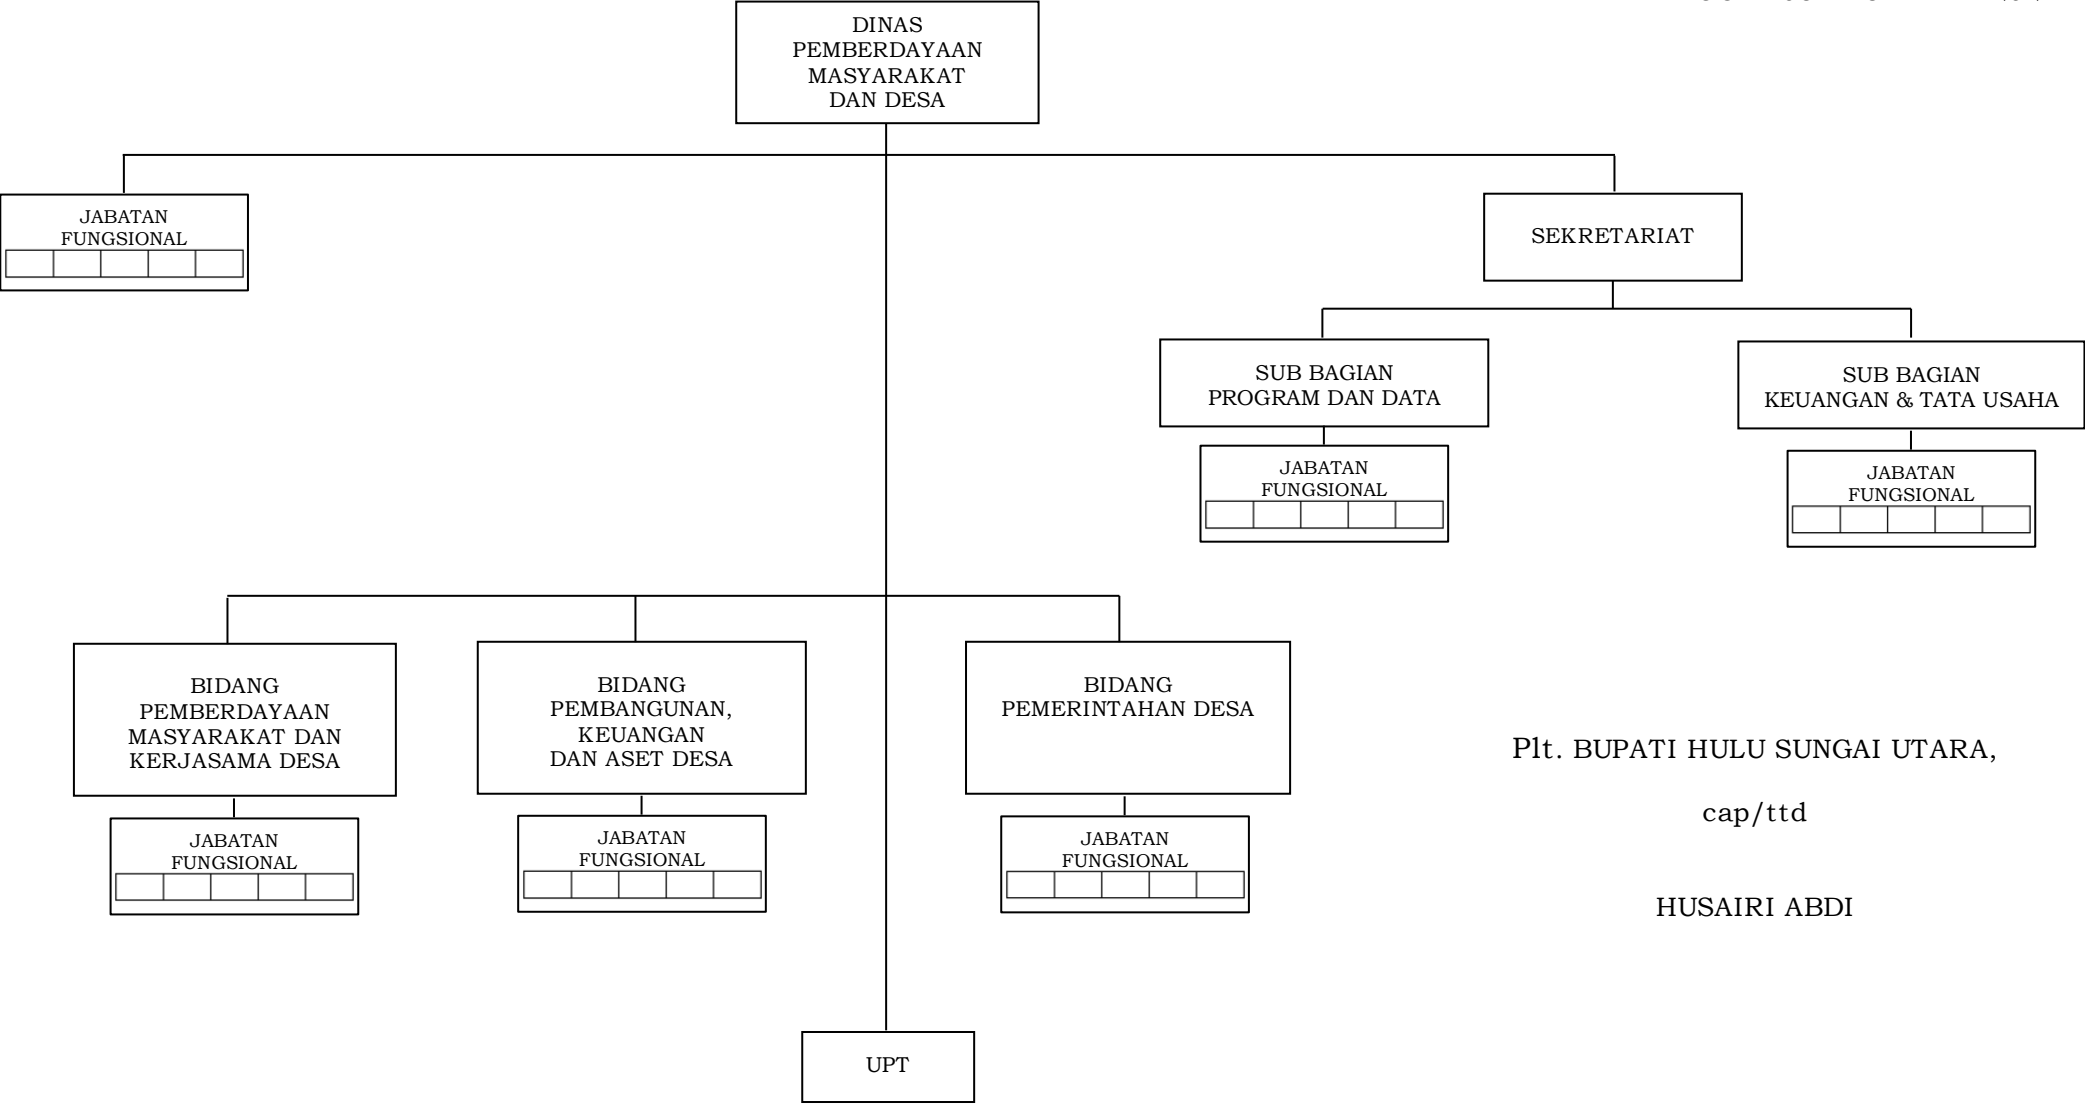 DINAS
PEMBERDAYAAN
MASYARAKAT
DAN DESA
JABATAN
FUNGSIONAL
SEKRETARIAT
SUB BAGIAN
PROGRAM DAN DATA
SUB BAGIAN
KEUANGAN & TATA USAHA
JABATAN
FUNGSIONAL
JABATAN
FUNGSIONAL
BIDANG
PEMBERDAYAAN
MASYARAKAT DAN
KERJASAMA DESA
BIDANG
PEMBANGUNAN,
KEUANGAN
DAN ASET DESA
BIDANG
PEMERINTAHAN DESA
JABATAN
FUNGSIONAL
JABATAN
FUNGSIONAL
JABATAN
FUNGSIONAL
Plt. BUPATI HULU SUNGAI UTARA,
cap/ttd
HUSAIRI ABDI
UPT